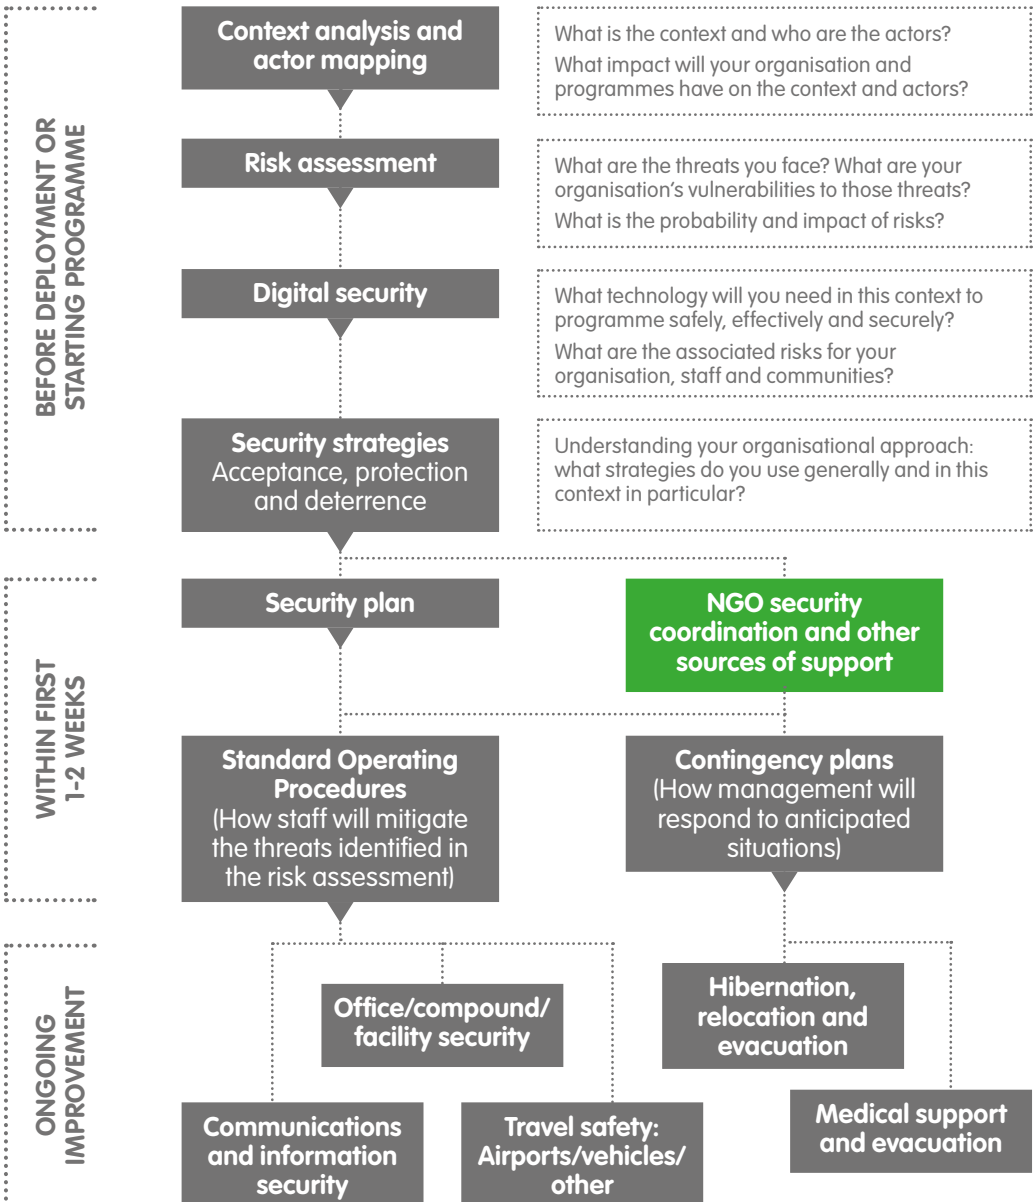 BEFORE DEPLOYMENT OR
STARTING PROGRAMME
Context analysis and
actor mapping
What is the context and who are the actors?
What impact will your organisation and
programmes have on the context and actors?
Risk assessment
What are the threats you face? What are your
organisation's vulnerabilities to those threats?
What is the probability and impact of risks?
Digital security
What technology will you need in this context to
programme safely, effectively and securely?
What are the associated risks for your
organisation, staff and communities?
Security strategies
Acceptance, protection
and deterrence
Understanding your organisational approach:
what strategies do you use generally and in this
context in particular?
WITHIN FIRST
1-2 WEEKS
Security plan
NGO security
coordination and other
sources of support
Standard Operating
Procedures
(How staff will mitigate
the threats identified in
the risk assessment)
Contingency plans
(How management will
respond to anticipated
situations)
ONGOING
IMPROVEMENT
Office/compound/
facility security
Hibernation,
relocation and
evacuation
Communications
and information
security
Travel safety:
Airports/vehicles/
other
Medical support
and evacuation